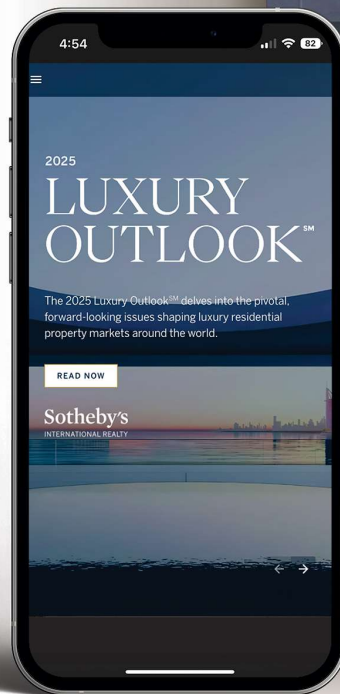 4:54
82
2025
LUXURY
OUTLOOK℠
The 2025 Luxury Outlook℠ delves into the pivotal,
forward-looking issues shaping luxury residential
property markets around the world.
READ NOW
Sotheby's
INTERNATIONAL REALTY